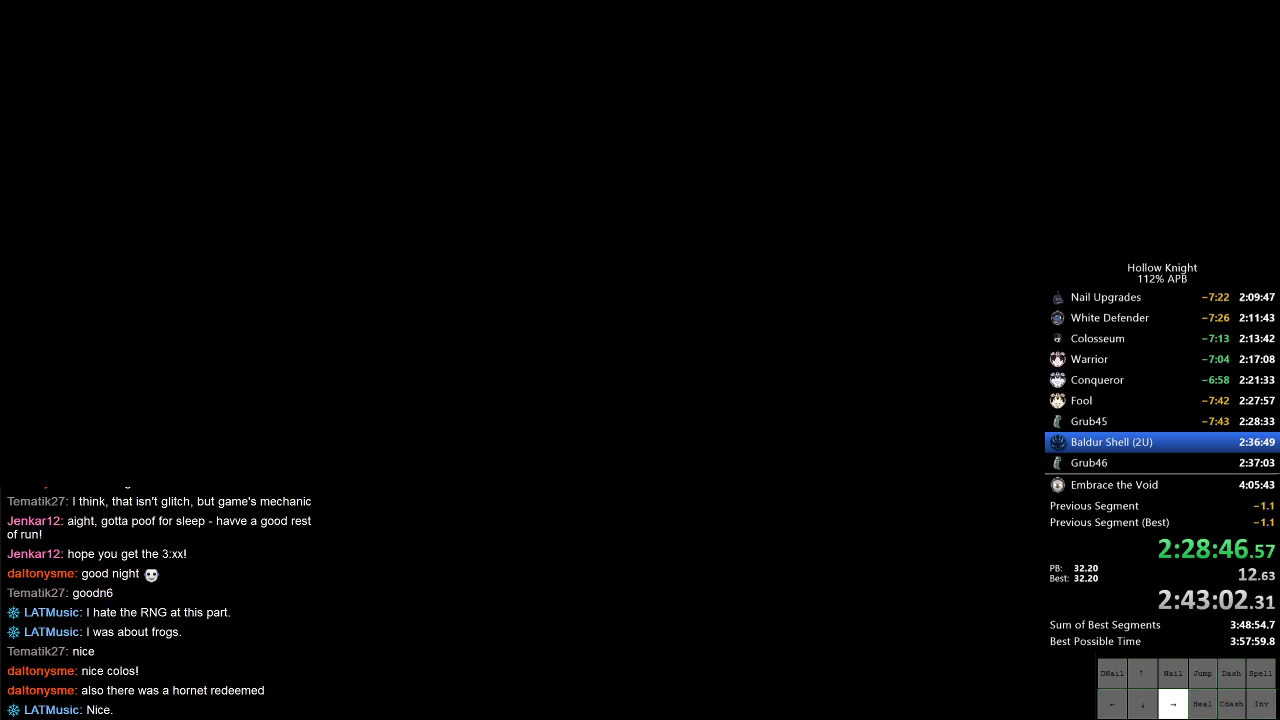 Hollow Knight
112% APB
Nail Upgrades −7:22 2:09:47
White Defender −7:26 2:11:43
Colosseum −7:13 2:13:42
Warrior −7:04 2:17:08
Conqueror −6:58 2:21:33
Fool −7:42 2:27:57
Grub45 −7:43 2:28:33
Baldur Shell (2U) 2:36:49
Grub46 2:37:03
Embrace the Void 4:05:43
Previous Segment −1.1
Previous Segment (Best) −1.1
2:28:46.57
PB: 32.20
Best: 32.20
12.63
2:43:02.31
Sum of Best Segments 3:48:54.7
Best Possible Time 3:57:59.8
DNail ↑ Nail Jump Dash Spell
← ↓ → Heal Cdash Inv
Tematik27: I think, that isn't glitch, but game's mechanic
Jenkar12: aight, gotta poof for sleep - havve a good rest
of run!
Jenkar12: hope you get the 3:xx!
daltonysme: good night
Tematik27: goodn6
LATMusic: I hate the RNG at this part.
LATMusic: I was about frogs.
Tematik27: nice
daltonysme: nice colos!
daltonysme: also there was a hornet redeemed
LATMusic: Nice.